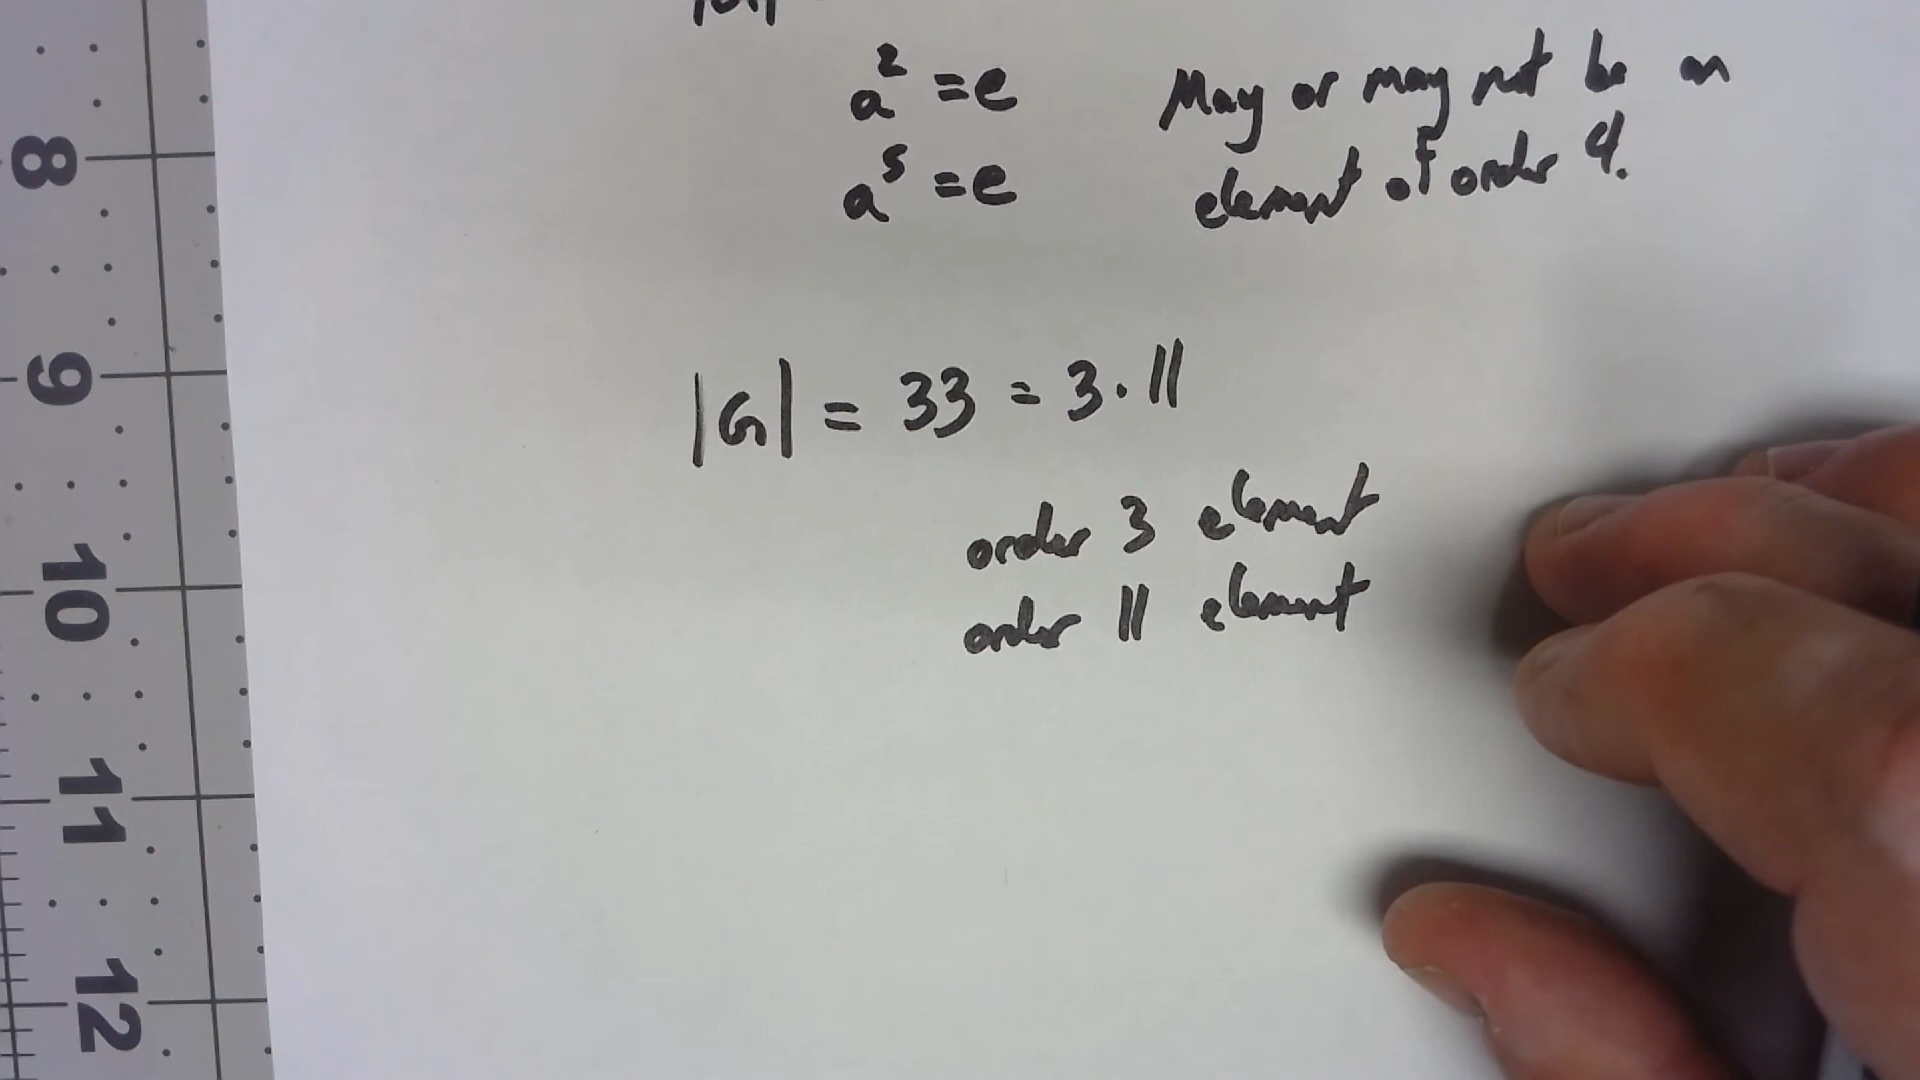 a² = e
May or may not be an
a⁵ = e
element of order 4.
|G| = 33 = 3·11
order 3 element
order 11 element
8
9
10
11
12